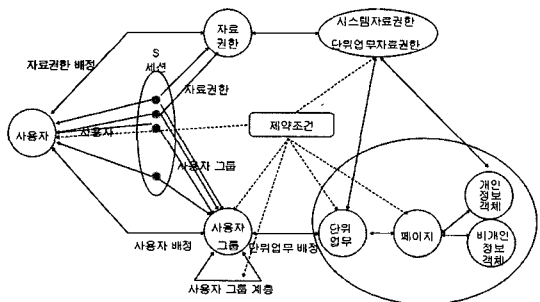 자료
권한
시스템자료권한
단위업무자료권한
S
세션
자료권한 배정
자료권한
제약조건
사용자
사용자
사용자 그룹
개인
정보
객체
사용자
그룹
단위
업무
페이지
비개인
정보
객체
사용자 배정
단위업무 배정
사용자 그룹 계층